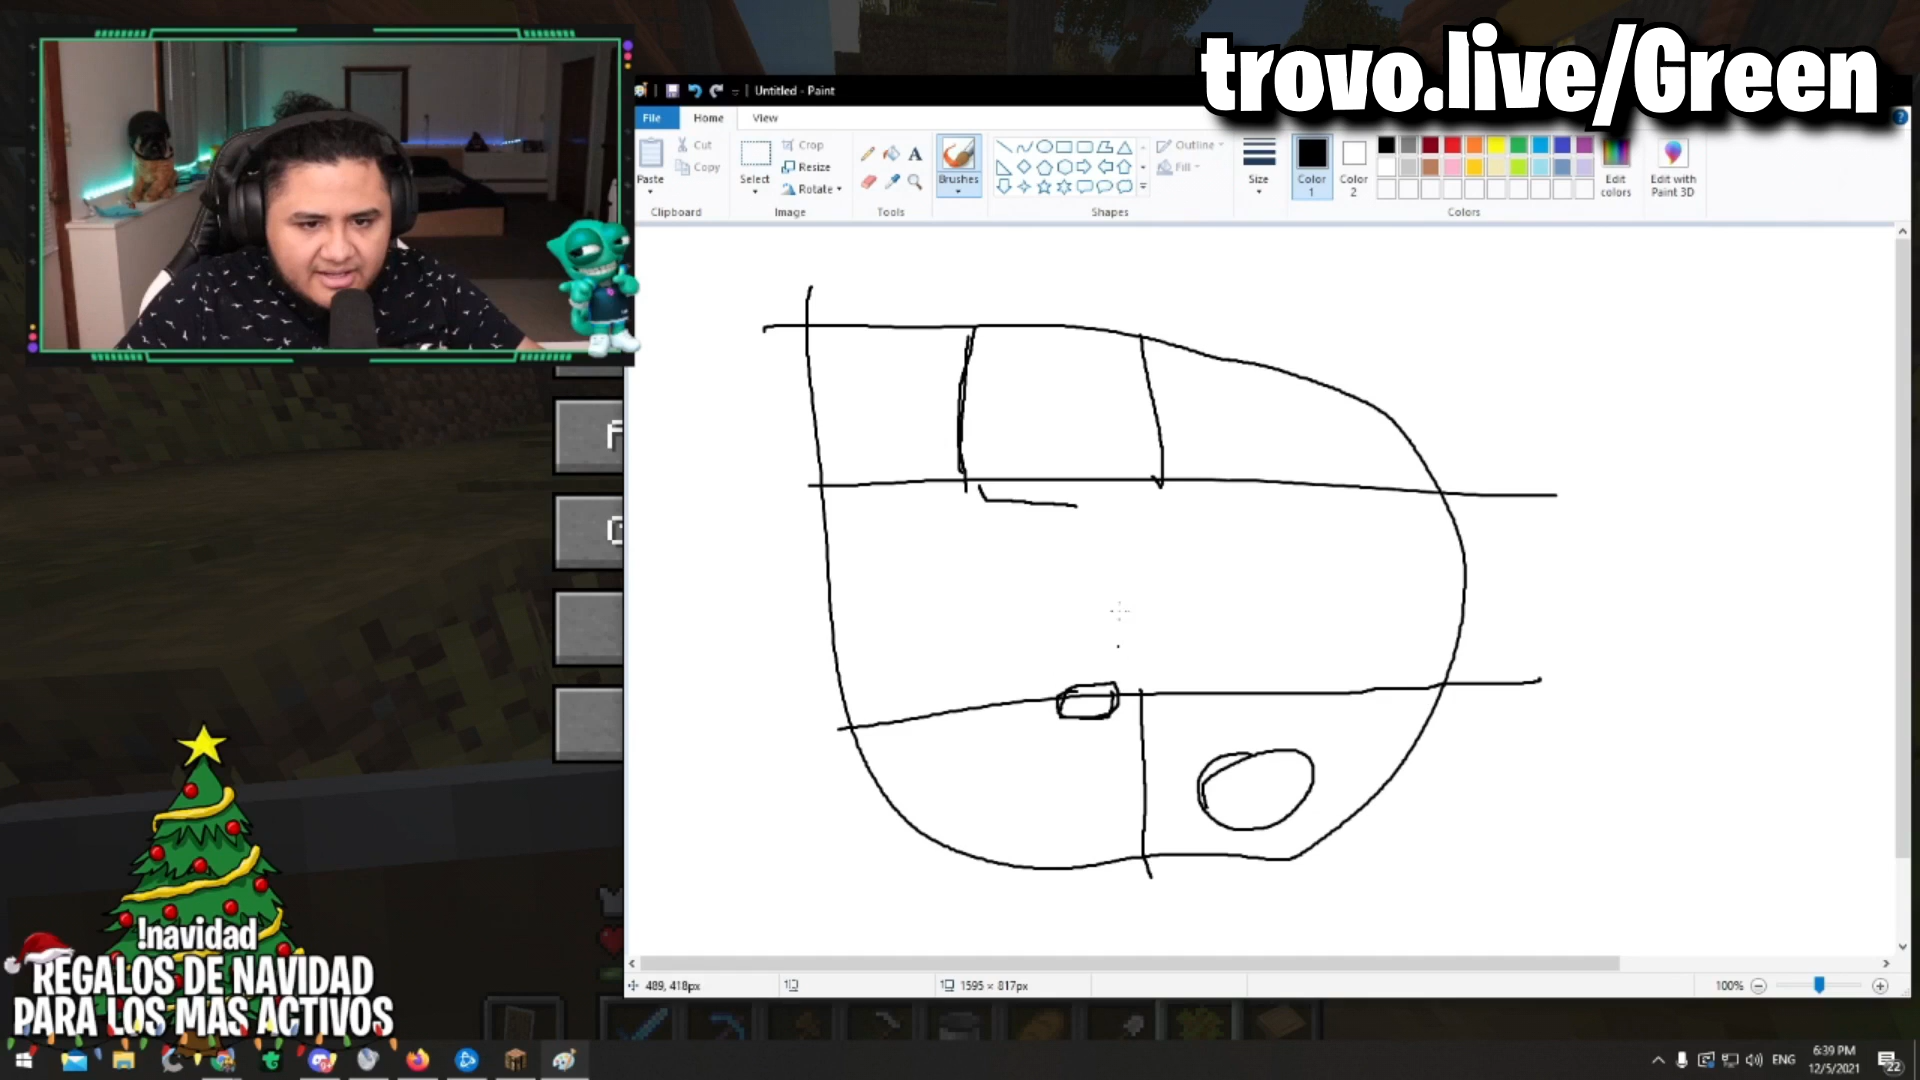 trovo.live/Green
Untitled - Paint
File Home View
Paste
Cut
Copy
Clipboard
Select
Crop
Resize
Rotate
Image
Tools
Brushes
Shapes
Outline
Fill
Size
Color 1
Color 2
Edit colors
Edit with Paint 3D
Colors
!navidad
REGALOS DE NAVIDAD
PARA LOS MAS ACTIVOS
489, 418px
1595 × 817px
100%
ENG
6:39 PM
12/5/2021
22